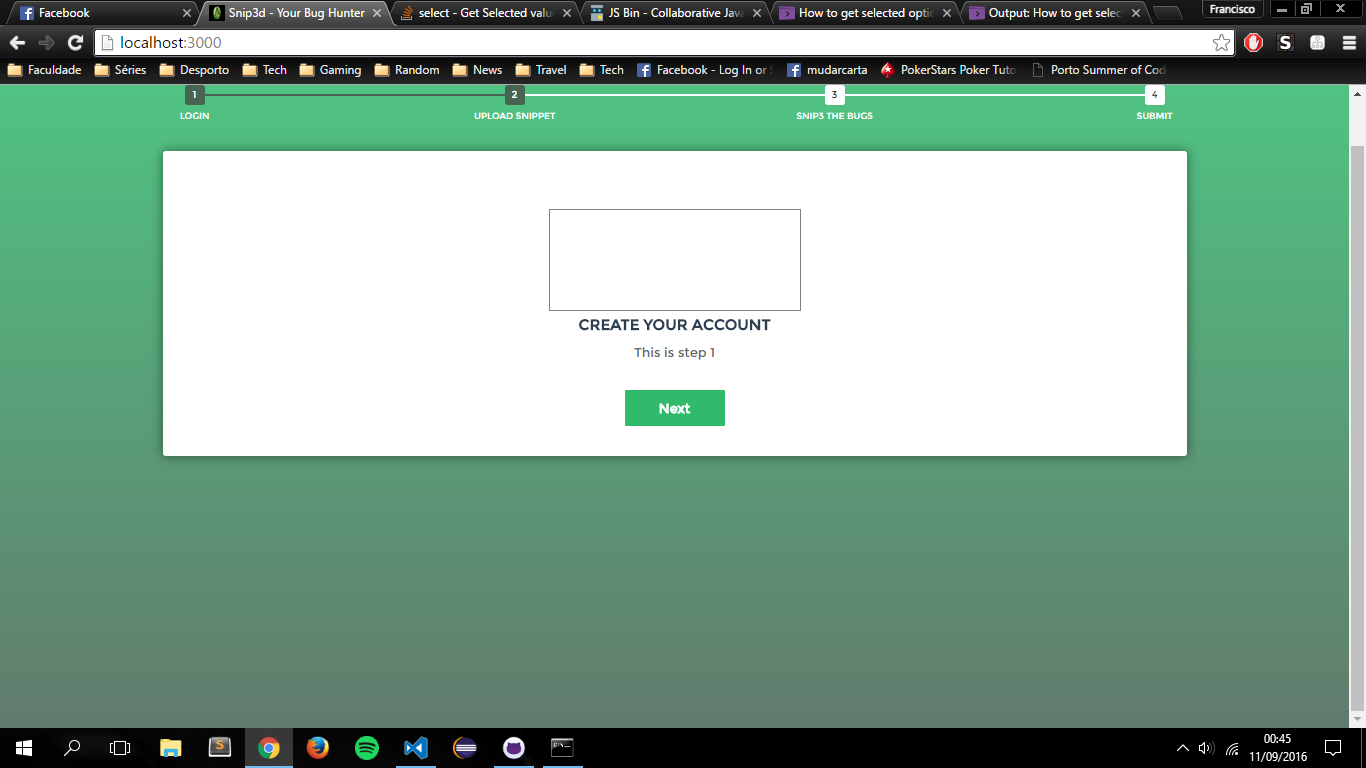 Facebook
Snip3d - Your Bug Hunter
select - Get Selected valu
JS Bin - Collaborative Jav
How to get selected optio
Output: How to get selec
Francisco
localhost:3000
Faculdade
Séries
Desporto
Tech
Gaming
Random
News
Travel
Tech
Facebook - Log In or S
mudarcarta
PokerStars Poker Tuto
Porto Summer of Cod
1
2
3
4
LOGIN
UPLOAD SNIPPET
SNIP3 THE BUGS
SUBMIT
CREATE YOUR ACCOUNT
This is step 1
Next
00:45
11/09/2016